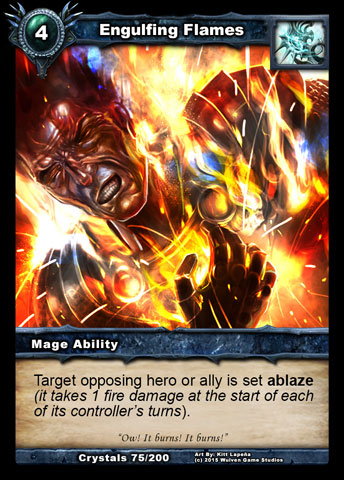 4
Engulfing Flames
Mage Ability
Target opposing hero or ally is set ablaze
(it takes 1 fire damage at the start of each
of its controller's turns).
"Ow! It burns! It burns!"
Crystals 75/200
Art By: Kitt Lapeña
(c) 2015 Wulven Game Studios